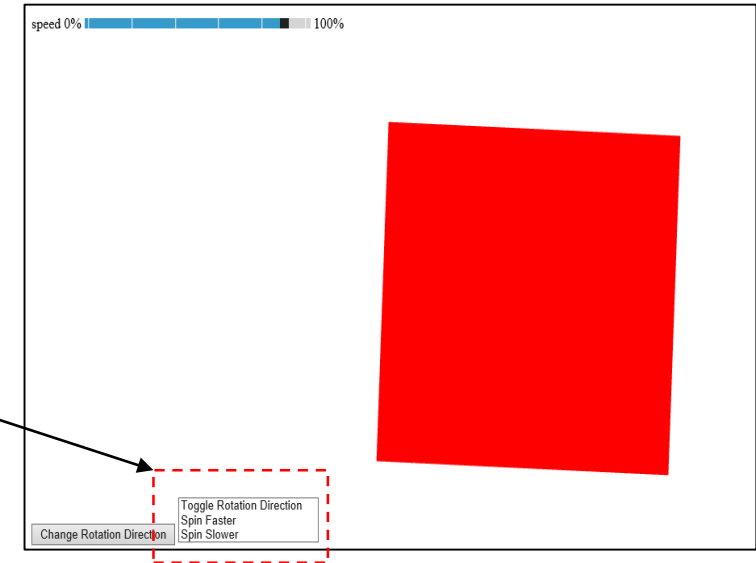 speed 0% 100%
Toggle Rotation Direction
Spin Faster
Change Rotation Direction Spin Slower